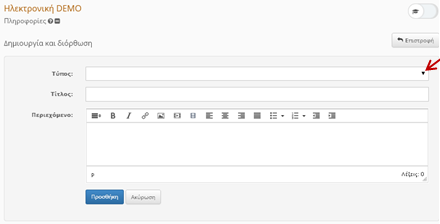 Ηλεκτρονική DEMO
Πληροφορίες
Δημιουργία και διόρθωση
Επιστροφή
Τύπος:
Τίτλος:
Περιεχόμενο:
P
Λέξεις: 0
Προσθήκη Ακύρωση